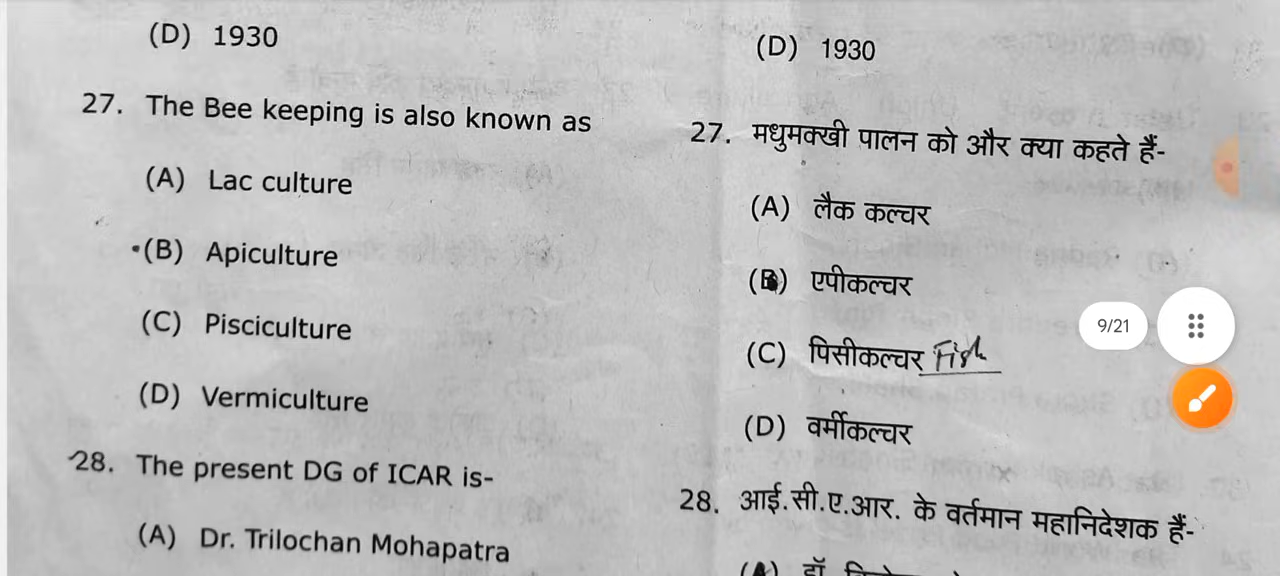 (D) 1930
27. The Bee keeping is also known as
(A) Lac culture
(B) Apiculture
(C) Pisciculture
(D) Vermiculture
28. The present DG of ICAR is-
(A) Dr. Trilochan Mohapatra
(D) 1930
27. मधुमक्खी पालन को और क्या कहते हैं-
(A) लैक कल्चर
(B) एपीकल्चर
(C) पिसीकल्चर Fish
(D) वर्मीकल्चर
28. आई.सी.ए.आर. के वर्तमान महानिदेशक हैं-
(A) डॉ
9/21